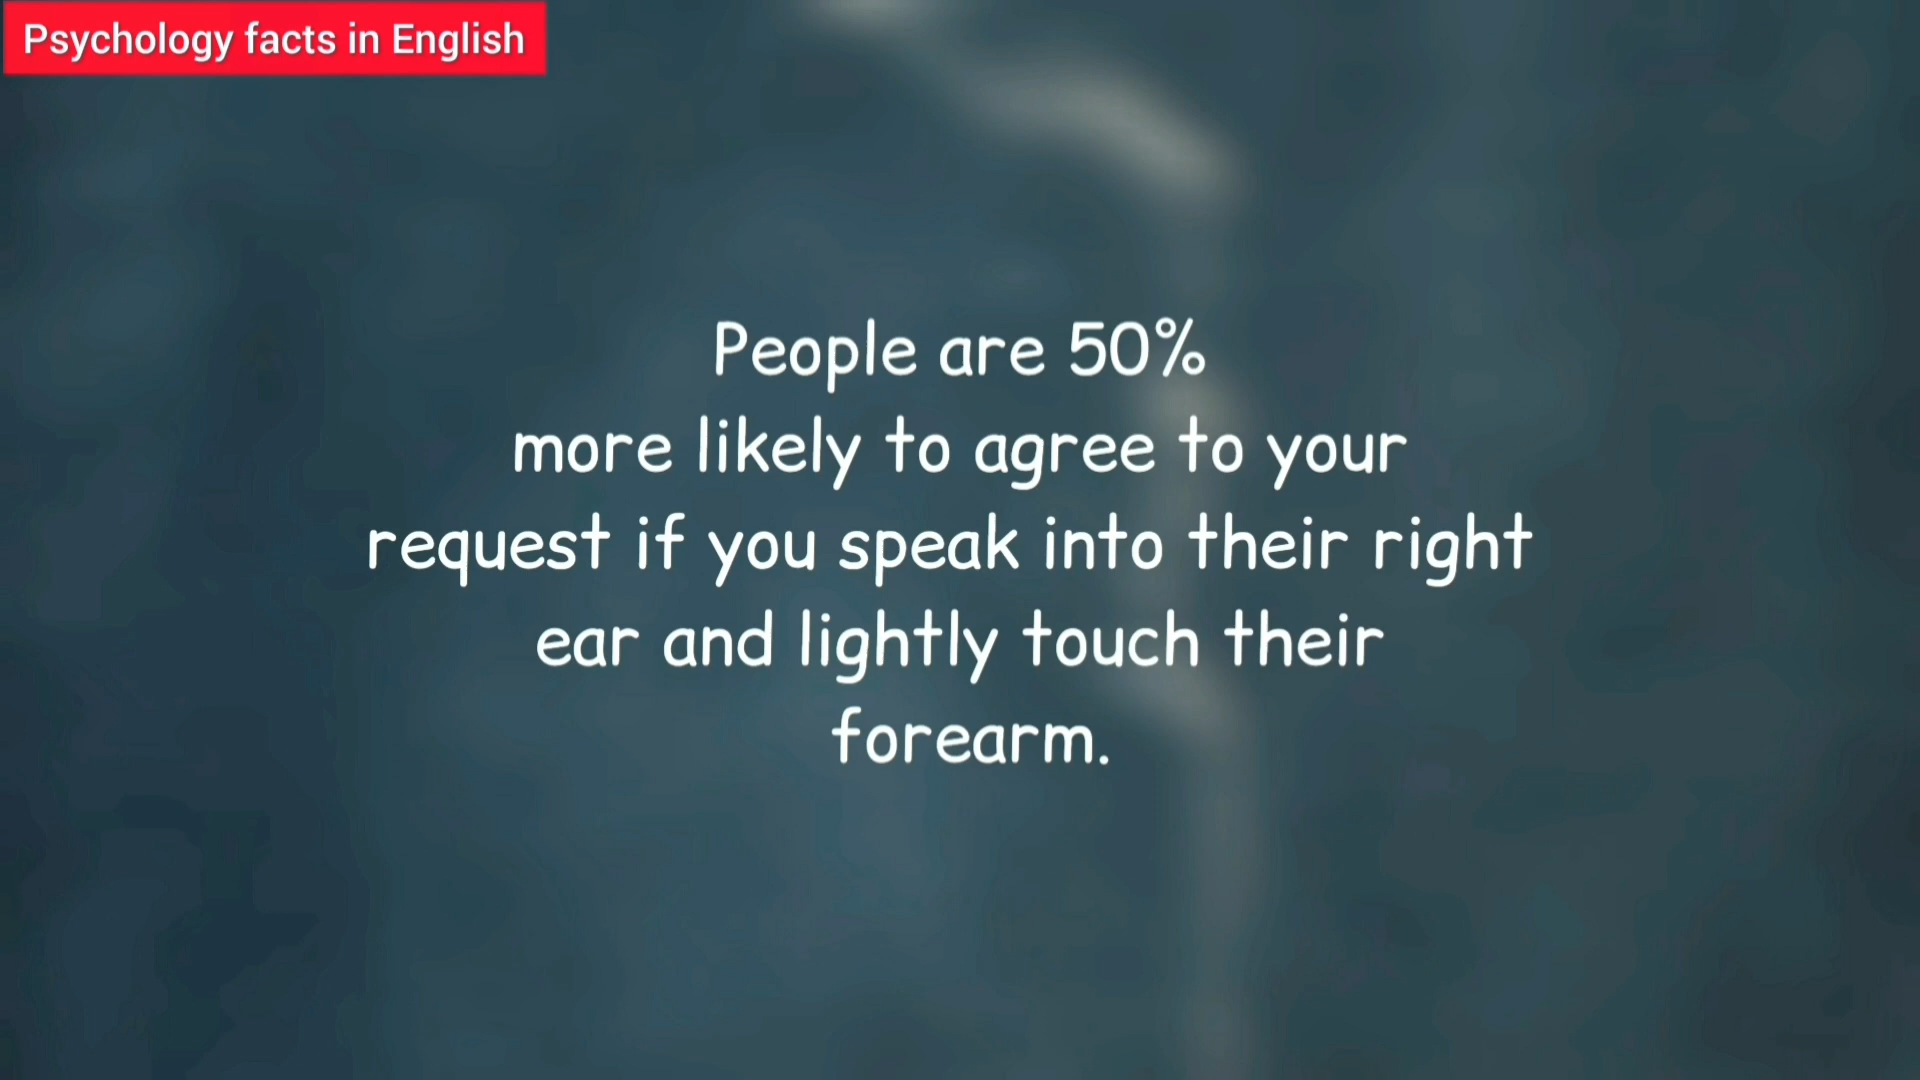 Psychology facts in English
People are 50%
more likely to agree to your
request if you speak into their right
ear and lightly touch their
forearm.